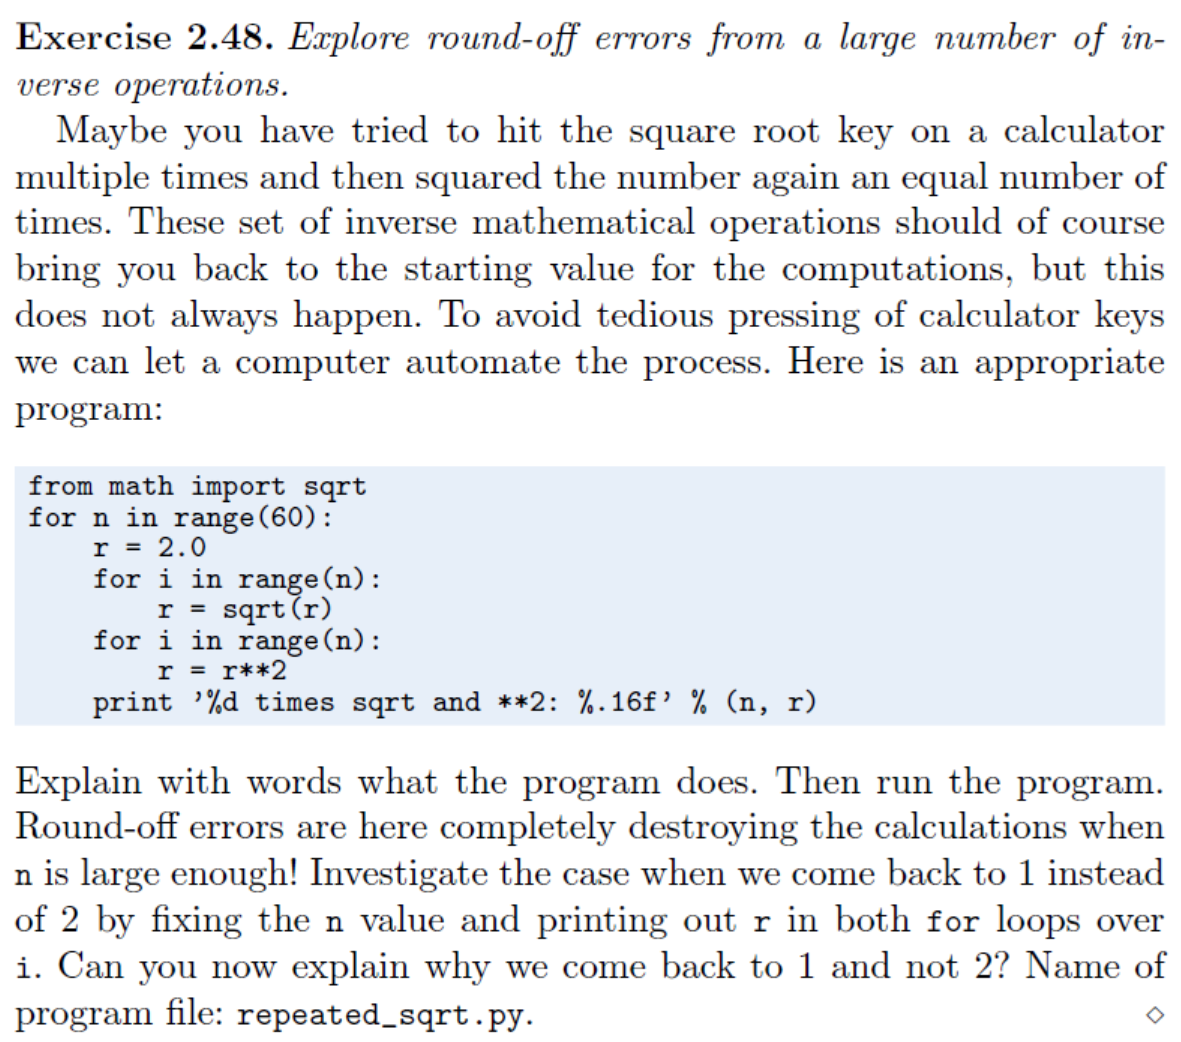 Exercise 2.48. Explore round-off errors from a large number of in-
verse operations.
Maybe you have tried to hit the square root key on a calculator
multiple times and then squared the number again an equal number of
times. These set of inverse mathematical operations should of course
bring you back to the starting value for the computations, but this
does not always happen. To avoid tedious pressing of calculator keys
we can let a computer automate the process. Here is an appropriate
program:
from math import sqrt
for n in range(60):
    r = 2.0
    for i in range(n):
        r = sqrt(r)
    for i in range(n):
        r = r**2
    print ’%d times sqrt and **2: %.16f’ % (n, r)
Explain with words what the program does. Then run the program.
Round-off errors are here completely destroying the calculations when
n is large enough! Investigate the case when we come back to 1 instead
of 2 by fixing the n value and printing out r in both for loops over
i. Can you now explain why we come back to 1 and not 2? Name of
program file: repeated_sqrt.py. ⋄